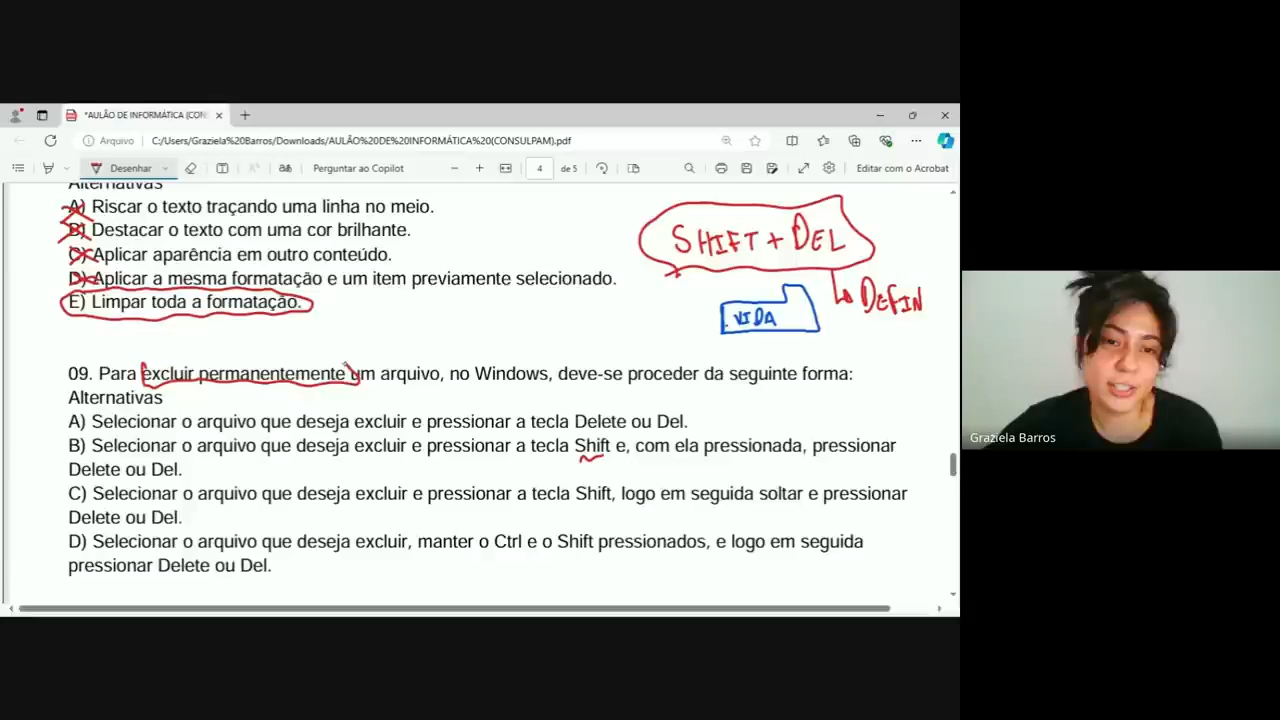 *AULÃO DE INFORMÁTICA (CON
Arquivo C:/Users/Graziela%20Barros/Downloads/AULÃO%20DE%20INFORMÁTICA%20(CONSULPAM).pdf
Desenhar Perguntar ao Copilot 4 de 5 Editar com o Acrobat
Alternativas
A) Riscar o texto traçando uma linha no meio.
B) Destacar o texto com uma cor brilhante.
C) Aplicar aparência em outro conteúdo.
D) Aplicar a mesma formatação e um item previamente selecionado.
E) Limpar toda a formatação.
SHIFT + DEL
DEFIN
VIDA
09. Para excluir permanentemente um arquivo, no Windows, deve-se proceder da seguinte forma:
Alternativas
A) Selecionar o arquivo que deseja excluir e pressionar a tecla Delete ou Del.
B) Selecionar o arquivo que deseja excluir e pressionar a tecla Shift e, com ela pressionada, pressionar
Delete ou Del.
C) Selecionar o arquivo que deseja excluir e pressionar a tecla Shift, logo em seguida soltar e pressionar
Delete ou Del.
D) Selecionar o arquivo que deseja excluir, manter o Ctrl e o Shift pressionados, e logo em seguida
pressionar Delete ou Del.
Graziela Barros